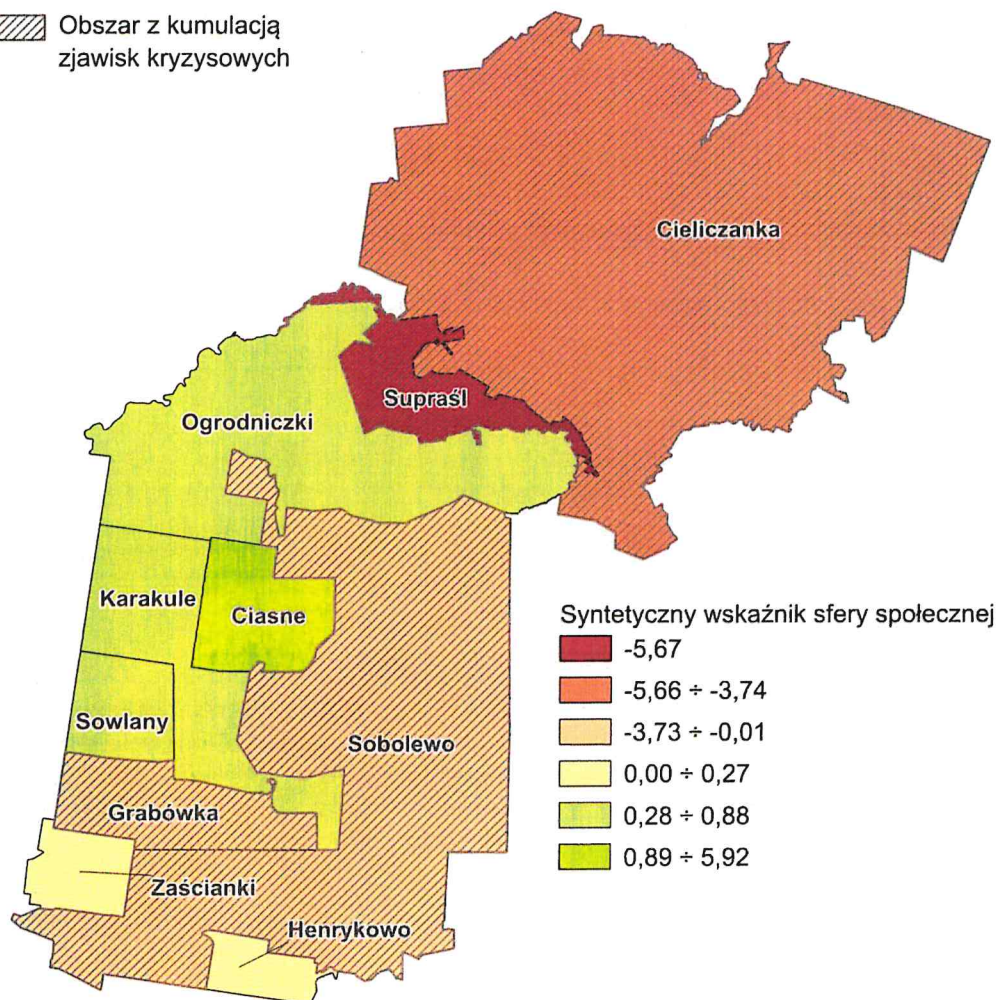 Obszar z kumulacją
zjawisk kryzysowych
Cieliczanka
Supraśl
Ogrodniczki
Karakule
Ciasne
Syntetyczny wskaźnik sfery społecznej
-5,67
-5,66 ÷ -3,74
-3,73 ÷ -0,01
0,00 ÷ 0,27
0,28 ÷ 0,88
0,89 ÷ 5,92
Sowlany
Sobolewo
Grabówka
Zaścianki
Henrykowo